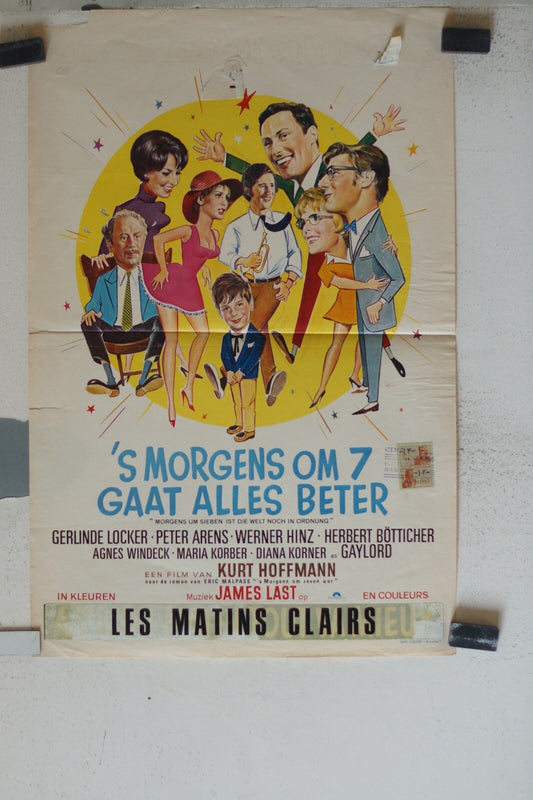 'S MORGENS OM 7
GAAT ALLES BETER
"MORGENS UM SIEBEN IST DIE WELT NOCH IN ORDNUNG"
GERLINDE LOCKER · PETER ARENS · WERNER HINZ · HERBERT BÖTTICHER
AGNES WINDECK · MARIA KORBER · DIANA KORNER en GAYLORD
EEN FILM VAN KURT HOFFMANN
naar de roman van ERIC MALPASS "'s Morgens om zeven uur"
IN KLEUREN Muziek JAMES LAST op EN COULEURS
LES MATINS CLAIRS